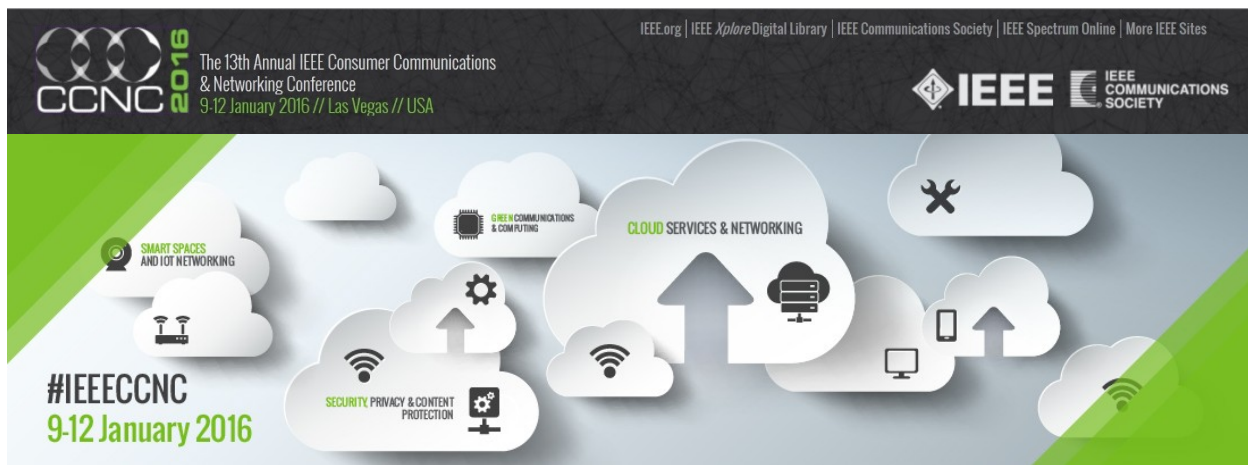 IEEE.org | IEEE Xplore Digital Library | IEEE Communications Society | IEEE Spectrum Online | More IEEE Sites
CCNC
2016
The 13th Annual IEEE Consumer Communications
& Networking Conference
9-12 January 2016 // Las Vegas // USA
IEEE
IEEE
COMMUNICATIONS
SOCIETY
®
SMART SPACES
AND IOT NETWORKING
GREEN COMMUNICATIONS
& COMPUTING
CLOUD SERVICES & NETWORKING
SECURITY, PRIVACY & CONTENT
PROTECTION
#IEEECCNC
9-12 January 2016